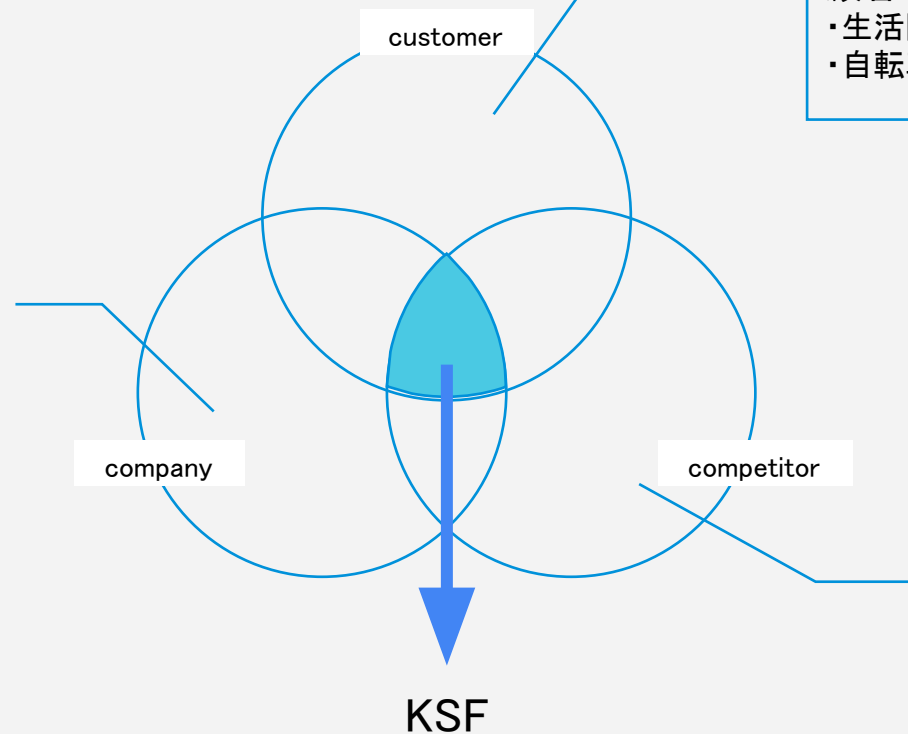 customer
・生活
・自転
company
competitor
KSF